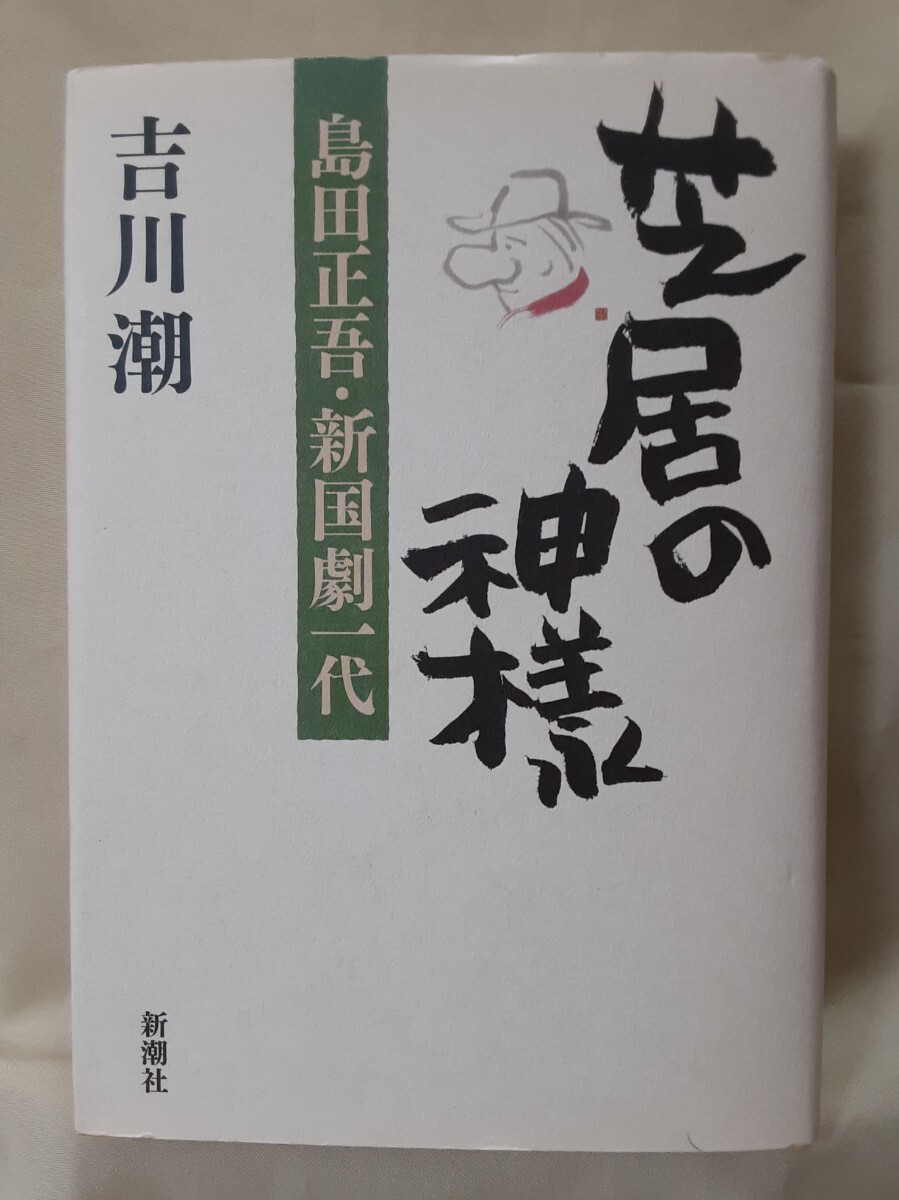 芝居の
神様
島田正吾・新国劇一代
吉川潮
新潮社